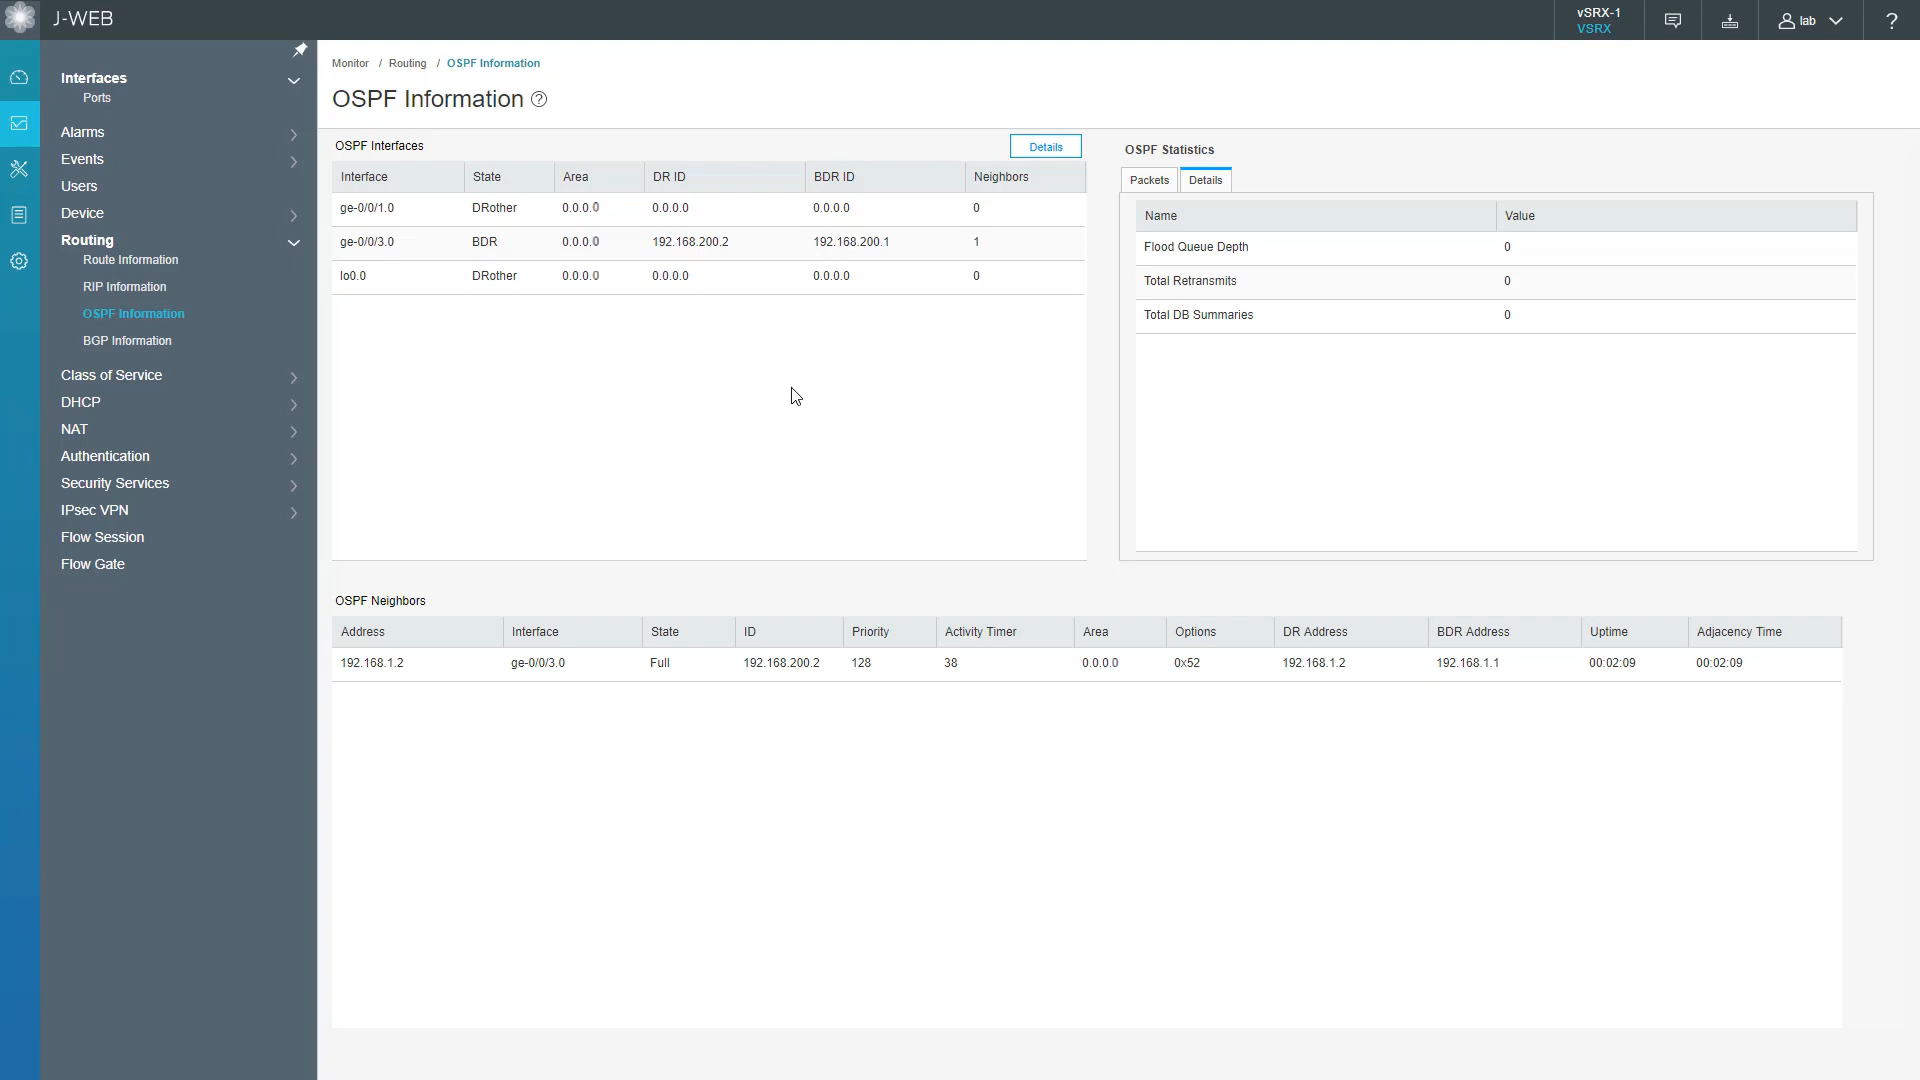 J-WEB
vSRX-1
VSRX
lab
?
Interfaces
Ports
Alarms
Events
Users
Device
Routing
Route Information
RIP Information
OSPF Information
BGP Information
Class of Service
DHCP
NAT
Authentication
Security Services
IPsec VPN
Flow Session
Flow Gate
Monitor / Routing / OSPF Information
OSPF Information ?
OSPF Interfaces Details
Interface State Area DR ID BDR ID Neighbors
ge-0/0/1.0 DRother 0.0.0.0 0.0.0.0 0.0.0.0 0
ge-0/0/3.0 BDR 0.0.0.0 192.168.200.2 192.168.200.1 1
lo0.0 DRother 0.0.0.0 0.0.0.0 0.0.0.0 0
OSPF Statistics
Packets Details
Name Value
Flood Queue Depth 0
Total Retransmits 0
Total DB Summaries 0
OSPF Neighbors
Address Interface State ID Priority Activity Timer Area Options DR Address BDR Address Uptime Adjacency Time
192.168.1.2 ge-0/0/3.0 Full 192.168.200.2 128 38 0.0.0.0 0x52 192.168.1.2 192.168.1.1 00:02:09 00:02:09